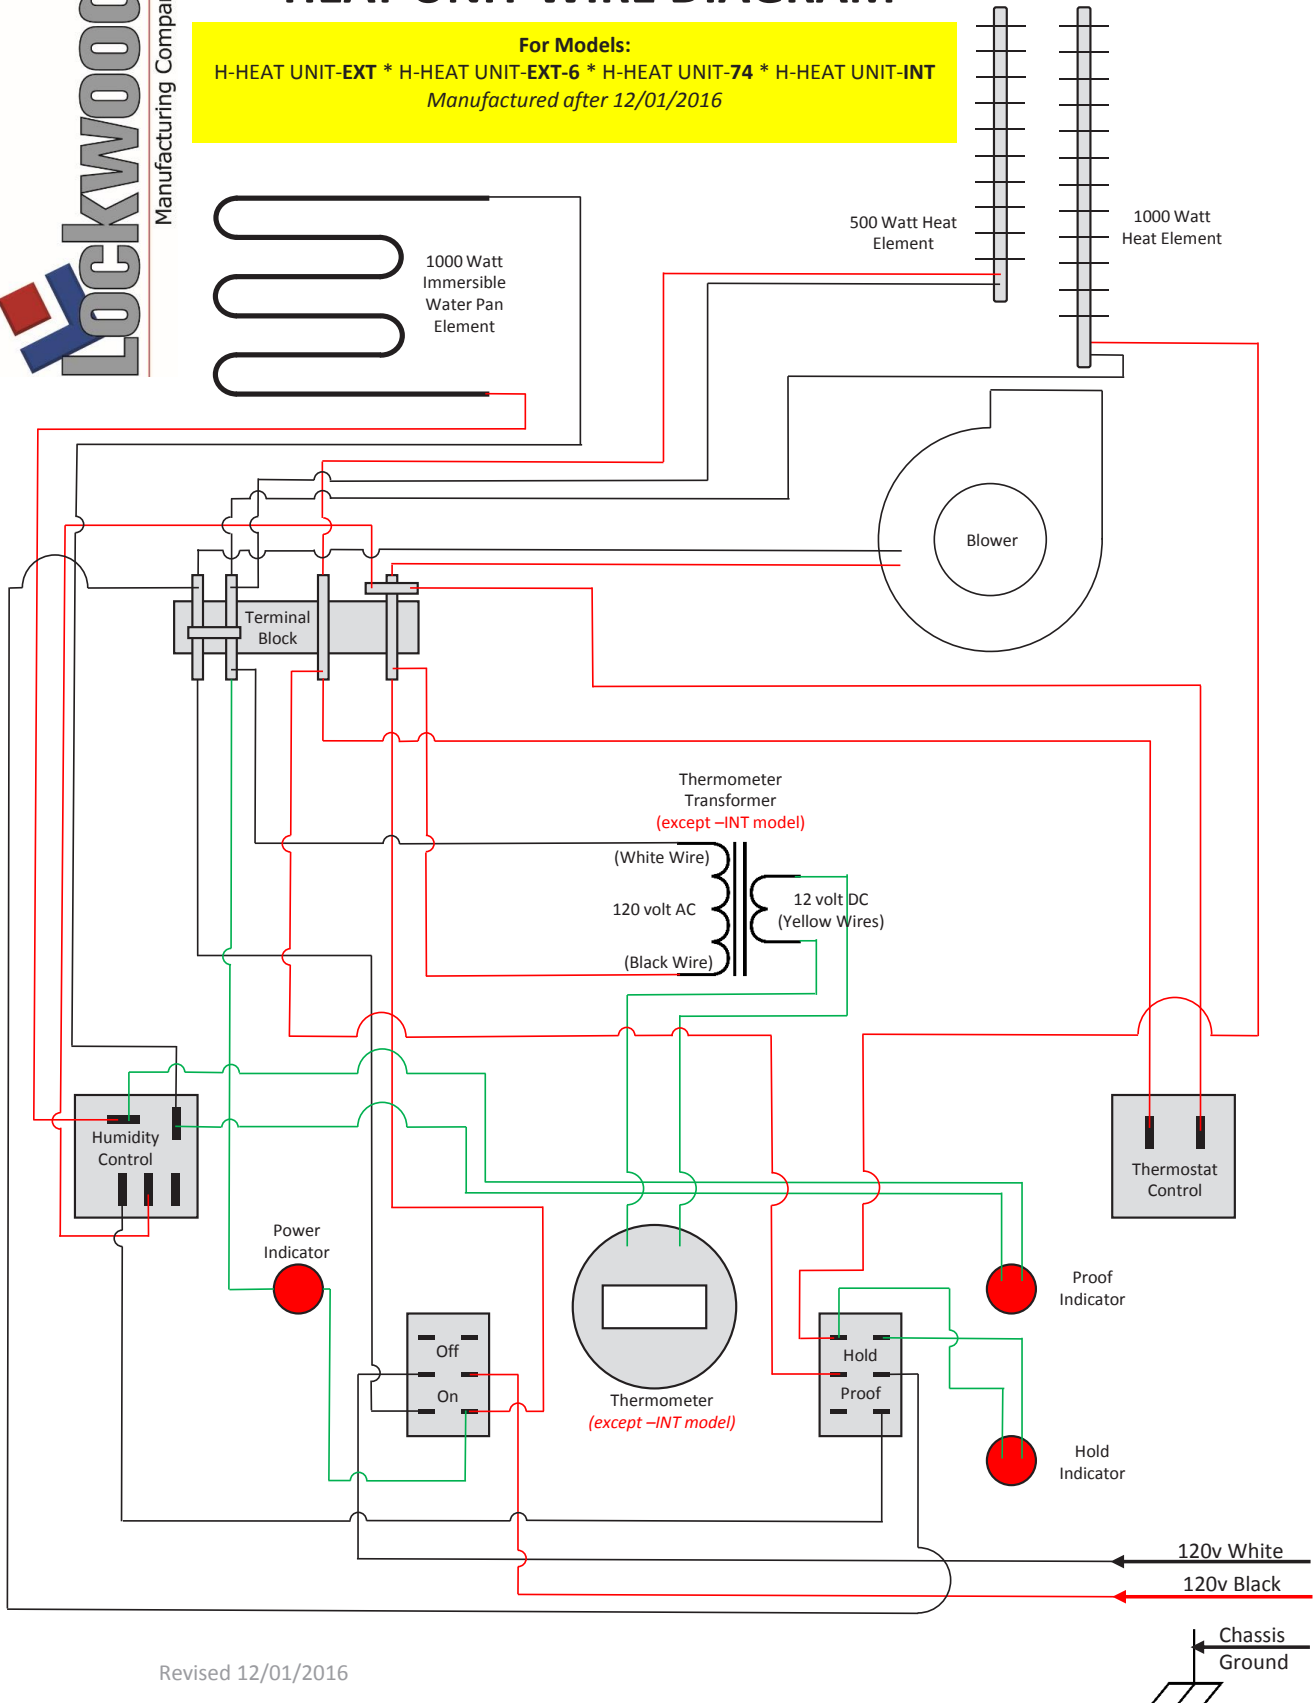 For Models:
H-HEAT UNIT-EXT * H-HEAT UNIT-EXT-6 * H-HEAT UNIT-74 * H-HEAT UNIT-INT
Manufactured after 12/01/2016
500 Watt Heat
Element
1000 Watt
Heat Element
1000 Watt
Immersible
Water Pan
Element
Blower
Terminal
Block
Thermometer
Transformer
(except –INT model)
(White Wire)
120 volt AC
(Black Wire)
12 volt DC
(Yellow Wires)
Humidity
Control
Thermostat
Control
Power
Indicator
Off
On
Thermometer
(except –INT model)
Hold
Proof
Proof
Indicator
Hold
Indicator
120v White
120v Black
Chassis
Ground
Revised 12/01/2016